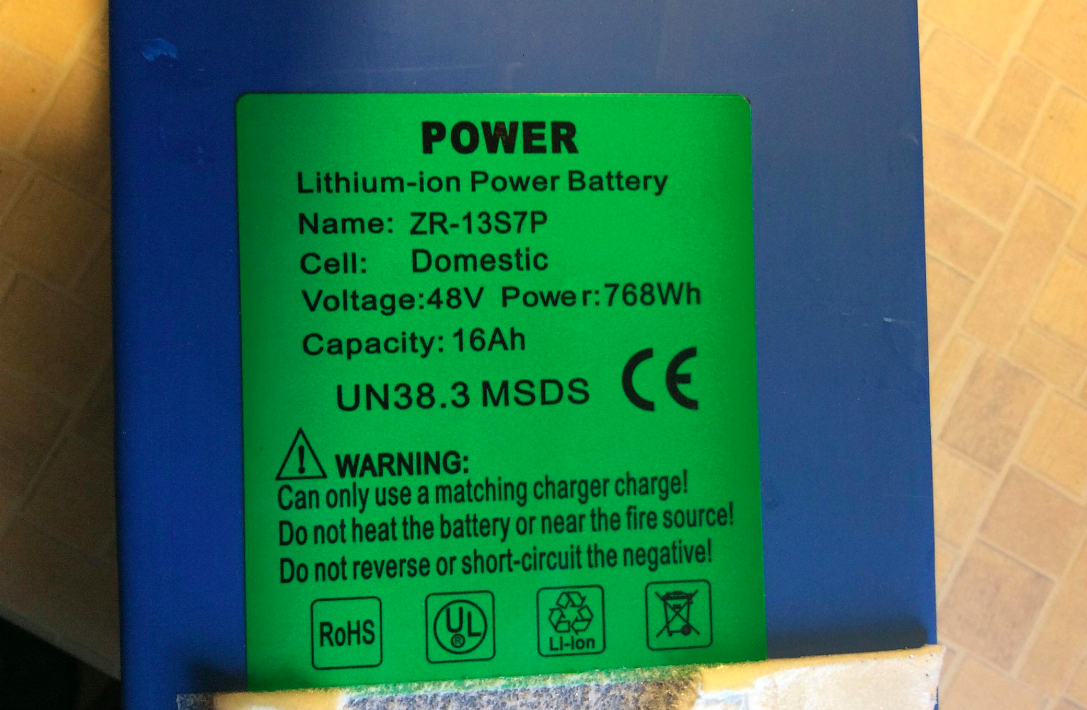 POWER
Lithium-ion Power Battery
Name: ZR-13S7P
Cell: Domestic
Voltage:48V Power:768Wh
Capacity: 16Ah
UN38.3 MSDS CE
WARNING:
Can only use a matching charger charge!
Do not heat the battery or near the fire source!
Do not reverse or short-circuit the negative!
RoHS UL® Li-ion